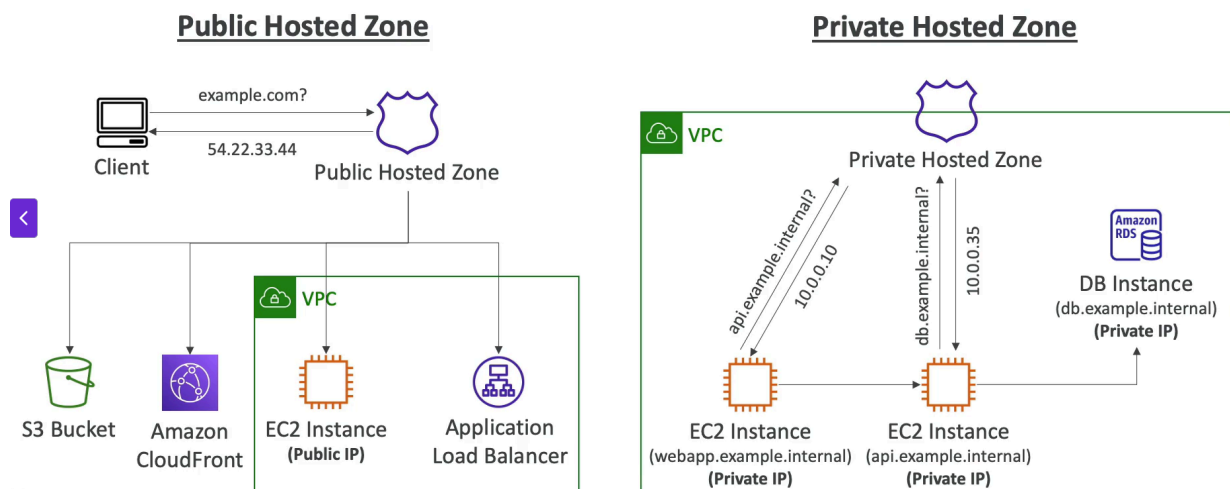 Public Hosted Zone
example.com?
54.22.33.44
Client
Public Hosted Zone
VPC
S3 Bucket
Amazon
CloudFront
EC2 Instance
(Public IP)
Application
Load Balancer
Private Hosted Zone
VPC
Private Hosted Zone
api.example.internal?
10.0.0.10
db.example.internal?
10.0.0.35
Amazon
RDS
DB Instance
(db.example.internal)
(Private IP)
EC2 Instance
(webapp.example.internal)
(Private IP)
EC2 Instance
(api.example.internal)
(Private IP)